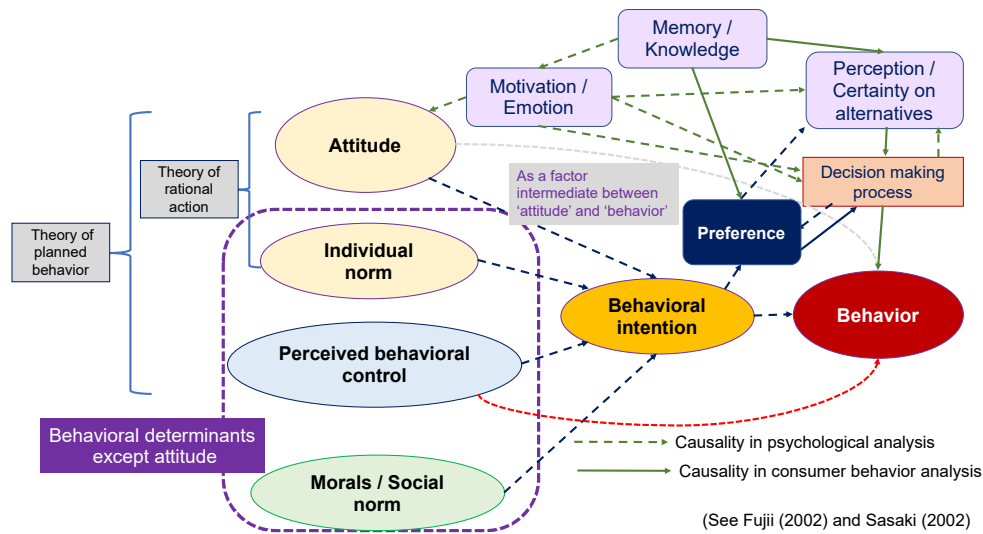 Memory /
Knowledge
Motivation /
Emotion
Perception /
Certainty on
alternatives
Attitude
Theory of
rational
action
As a factor
intermediate between
‘attitude’ and ‘behavior’
Decision making
process
Theory of
planned
behavior
Preference
Individual
norm
Behavioral
intention
Behavior
Perceived behavioral
control
Behavioral determinants
except attitude
Causality in psychological analysis
Causality in consumer behavior analysis
Morals / Social
norm
(See Fujii (2002) and Sasaki (2002)